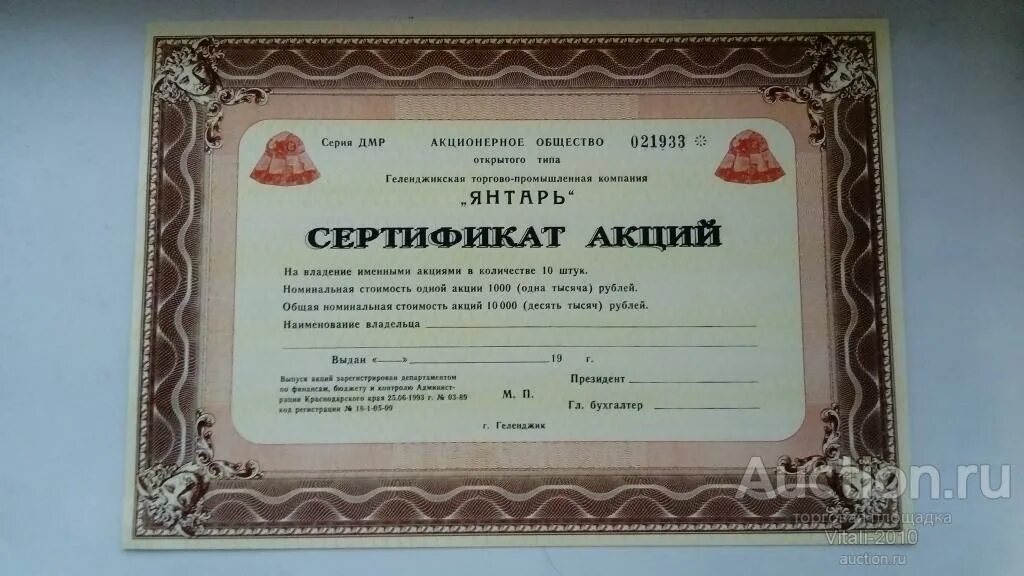 Серия ДМР АКЦИОНЕРНОЕ ОБЩЕСТВО 021933 *
открытого типа
Геленджикская торгово-промышленная компания
„ЯНТАРЬ“
СЕРТИФИКАТ АКЦИЙ
На владение именными акциями в количестве 10 штук.
Номинальная стоимость одной акции 1000 (одна тысяча) рублей.
Общая номинальная стоимость акций 10 000 (десять тысяч) рублей.
Наименование владельца
Выдан «—» 19 г.
Выпуск акций зарегистрирован департаментом
по финансам, бюджету и контролю Админист-
рации Краснодарского края 25.06-1993 г. № 03-89
код регистрации № 18-1-05-09
М. П.
Президент
Гл. бухгалтер
г. Геленджик
Auction.ru
торговая площадка
Vitali-2010
auction.ru